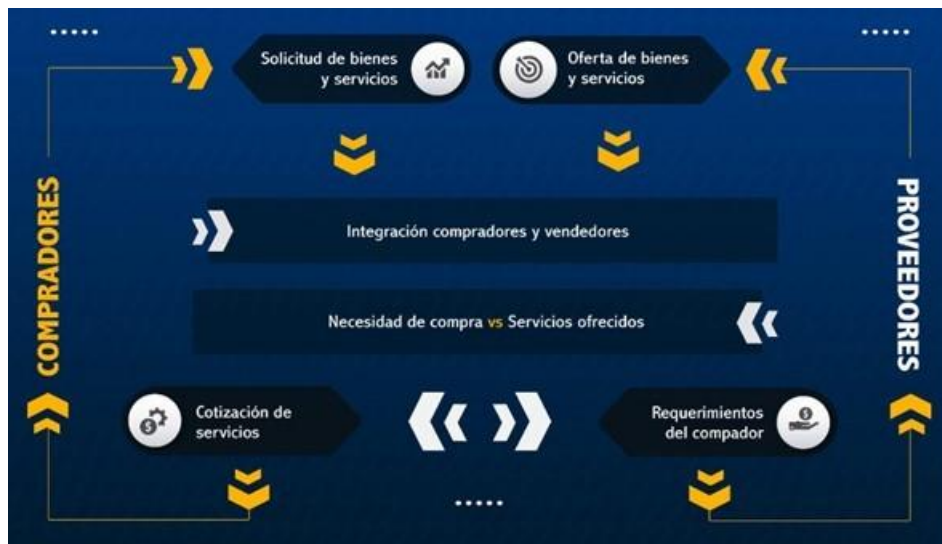 Solicitud de bienes
y servicios
Oferta de bienes
y servicios
COMPRADORES
PROVEEDORES
Integración compradores y vendedores
Necesidad de compra vs Servicios ofrecidos
Cotización de
servicios
Requerimientos
del compador